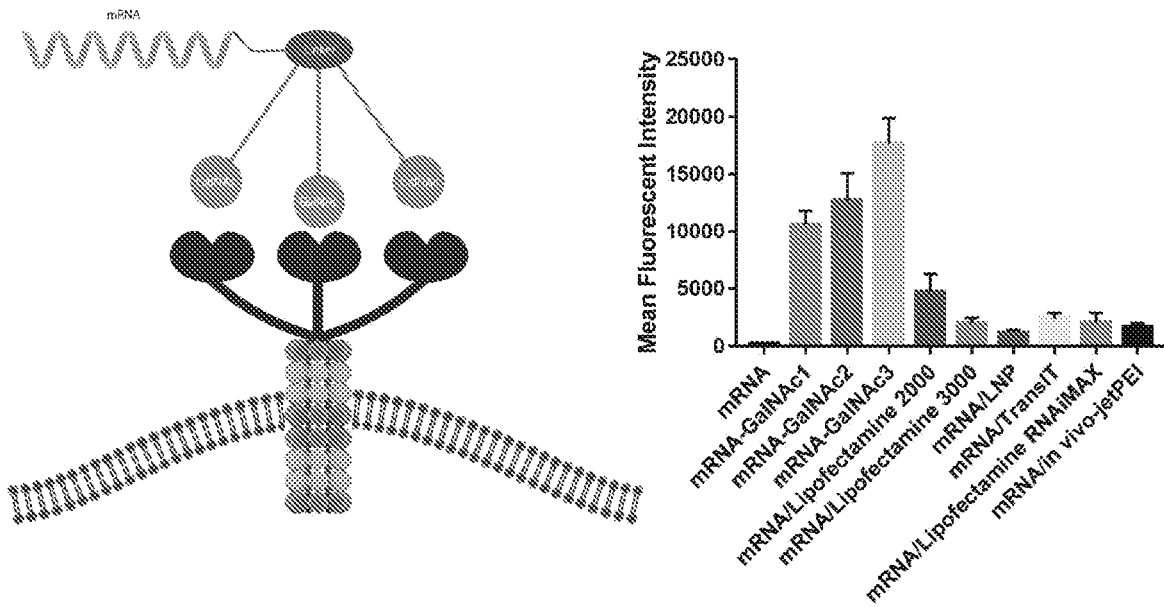 mRNA
Mean Fluorescent Intensity
25000
20000
15000
10000
5000
0
mRNA
mRNA-GalNAc1
mRNA-GalNAc2
mRNA-GalNAc3
mRNA/Lipofectamine 2000
mRNA/Lipofectamine 3000
mRNA/LNP
mRNA/TransIT
mRNA/Lipofectamine RNAiMAX
mRNA/in vivo-jetPEI